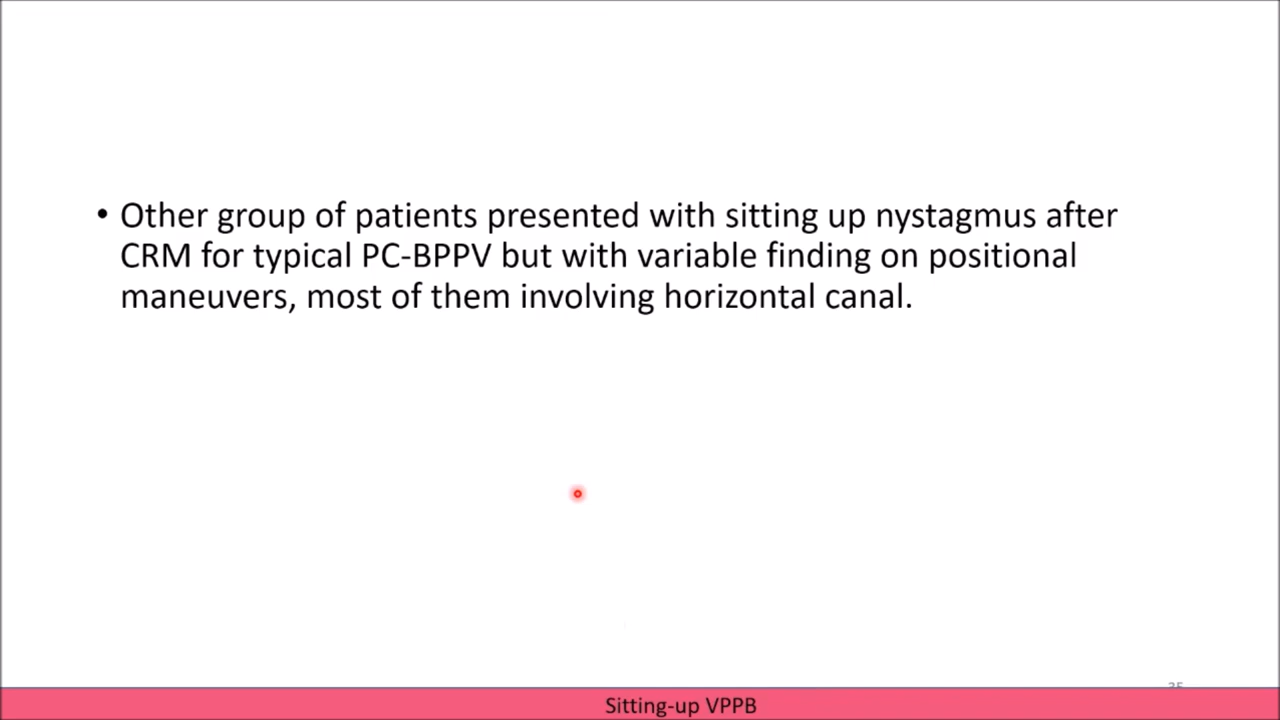 • Other group of patients presented with sitting up nystagmus after
CRM for typical PC-BPPV but with variable finding on positional
maneuvers, most of them involving horizontal canal.
Sitting-up VPPB